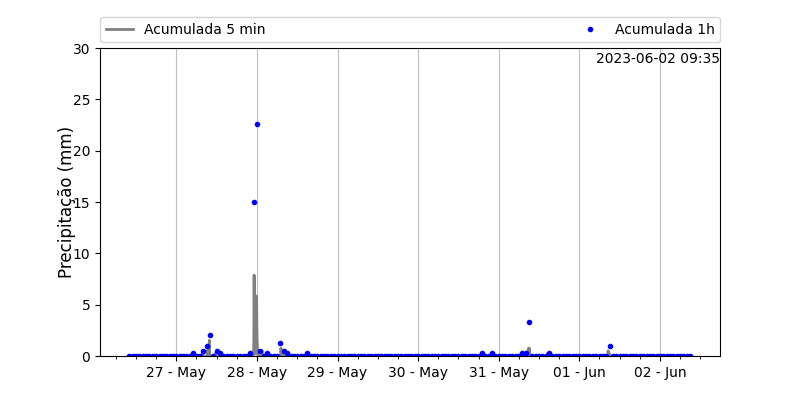 Acumulada 5 min
Acumulada 1h
2023-06-02 09:35
Precipitação (mm)
30
25
20
15
10
5
0
27 - May
28 - May
29 - May
30 - May
31 - May
01 - Jun
02 - Jun